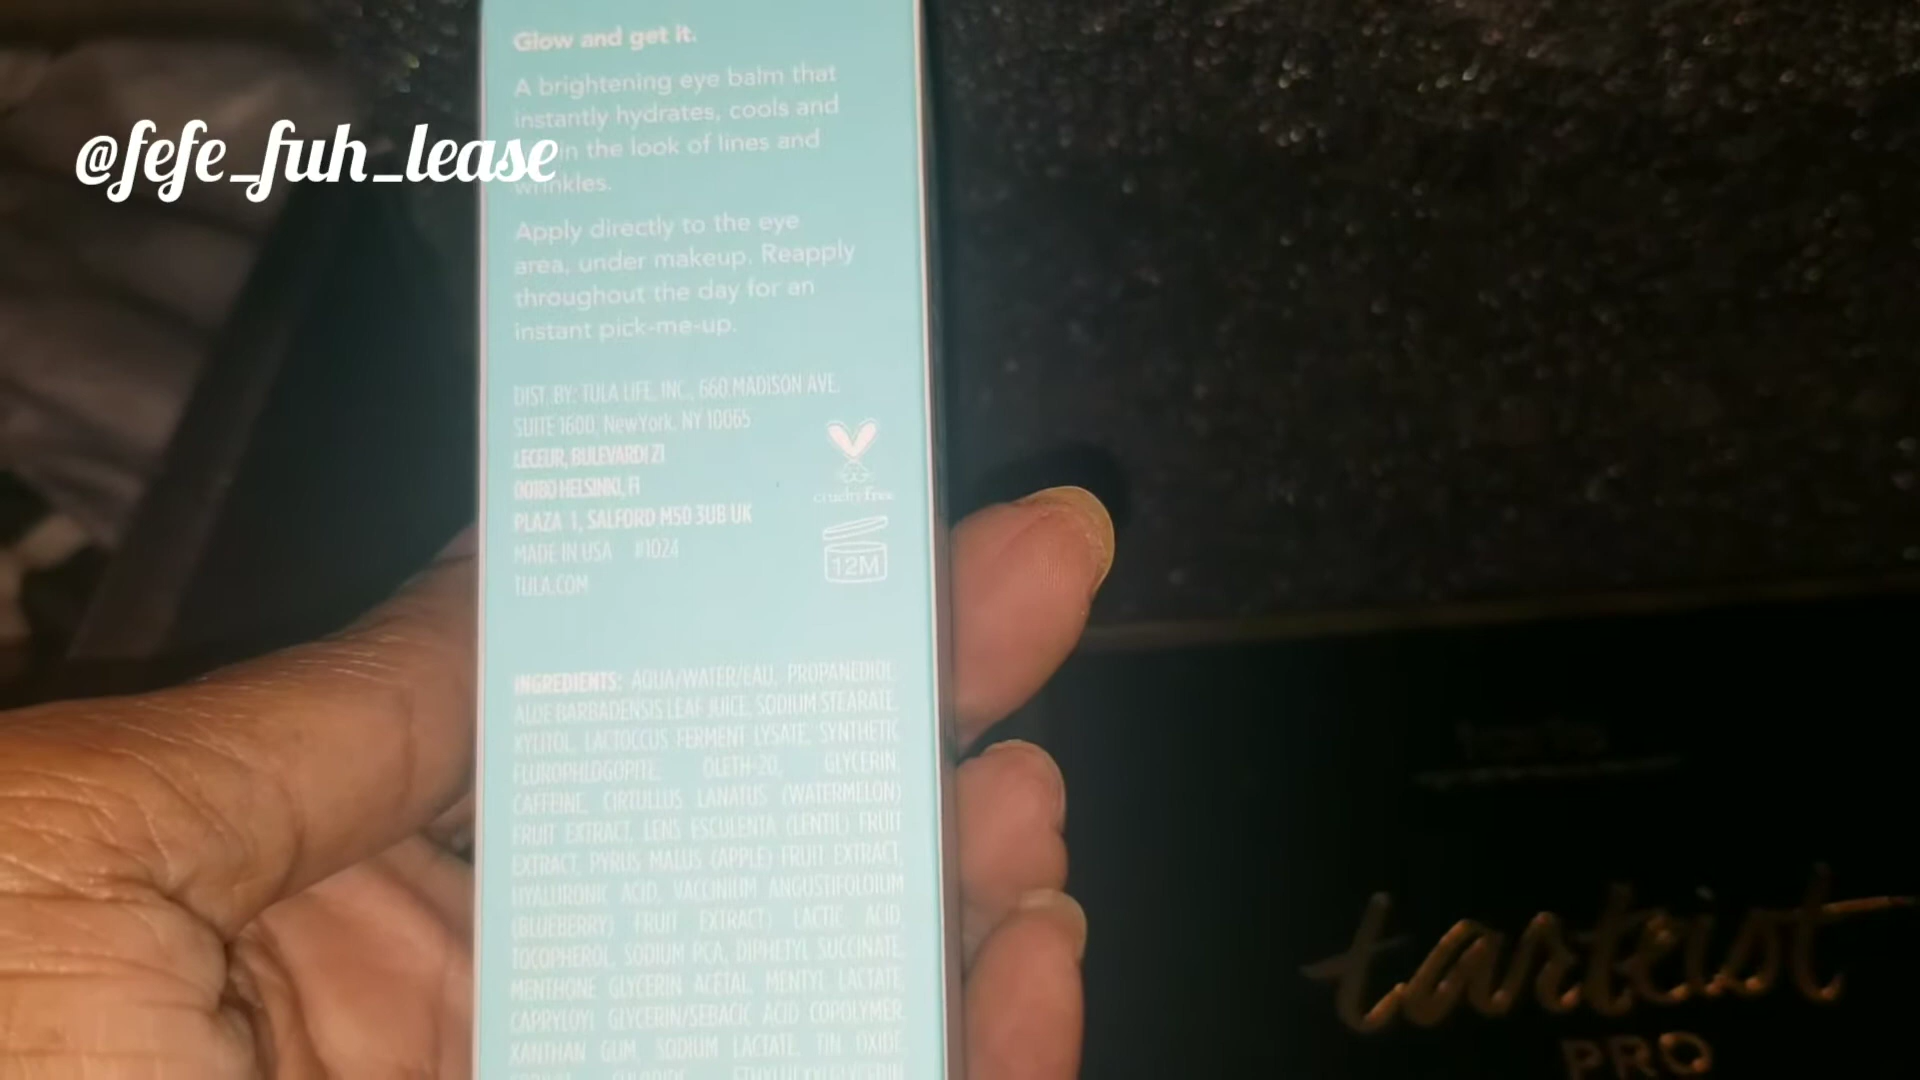 Glow and get it.
A brightening eye balm that
instantly hydrates, cools and
in the look of lines and
wrinkles.
@fefe_fuh_lease
Apply directly to the eye
area, under makeup. Reapply
throughout the day for an
instant pick-me-up.
DIST. BY: TULA LIFE, INC., 660 MADISON AVE,
SUITE 1600, NewYork, NY 10065
LECEUR, BULEVARDI 21
00180 HELSINKI, FI
PLAZA 1, SALFORD M50 3UB UK
MADE IN USA #1024
TULA.COM
cruelty free
12M
INGREDIENTS: AQUA/WATER/EAU, PROPANEDIOL,
ALOE BARBADENSIS LEAF JUICE, SODIUM STEARATE,
XYLITOL, LACTOCCUS FERMENT LYSATE, SYNTHETIC
FLUROPHLOGOPITE, OLETH-20, GLYCERIN,
CAFFEINE, CIRTULLUS LANATUS (WATERMELON)
FRUIT EXTRACT, LENS ESCULENTA (LENTIL) FRUIT
EXTRACT, PYRUS MALUS (APPLE) FRUIT EXTRACT,
HYALURONIC ACID, VACCINIUM ANGUSTIFOLOIUM
(BLUEBERRY) FRUIT EXTRACT) LACTIC ACID,
TOCOPHEROL, SODIUM PCA, DIPHETYL SUCCINATE,
MENTHONE GLYCERIN ACETAL, MENTYL LACTATE,
CAPRYLOYL GLYCERIN/SEBACIC ACID COPOLYMER,
XANTHAN GUM, SODIUM LACTATE, TIN OXIDE,
CHLORIDE, ETHYLHEXYLGLYCERIN
tarteist
PRO